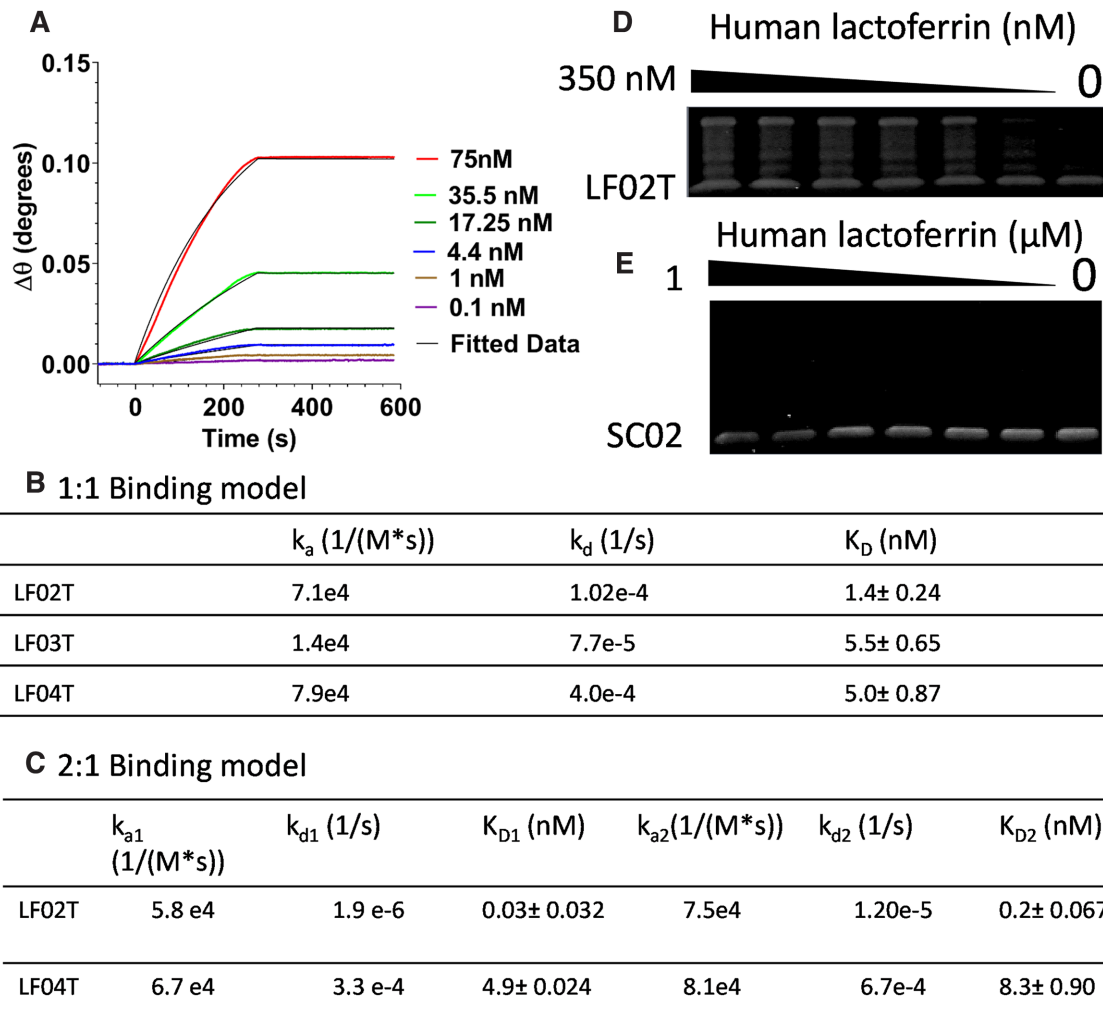 A
Δθ (degrees)
0.15
0.10
0.05
0.00
0 200 400 600
Time (s)
75nM
35.5 nM
17.25 nM
4.4 nM
1 nM
0.1 nM
Fitted Data
D
Human lactoferrin (nM)
350 nM 0
LF02T
Human lactoferrin (μM)
E 1 0
SC02
B 1:1 Binding model
ka (1/(M*s)) kd (1/s) KD (nM)
LF02T 7.1e4 1.02e-4 1.4± 0.24
LF03T 1.4e4 7.7e-5 5.5± 0.65
LF04T 7.9e4 4.0e-4 5.0± 0.87
C 2:1 Binding model
ka1 kd1 (1/s) KD1 (nM) ka2(1/(M*s)) kd2 (1/s) KD2 (nM)
(1/(M*s))
LF02T 5.8 e4 1.9 e-6 0.03± 0.032 7.5e4 1.20e-5 0.2± 0.067
LF04T 6.7 e4 3.3 e-4 4.9± 0.024 8.1e4 6.7e-4 8.3± 0.90